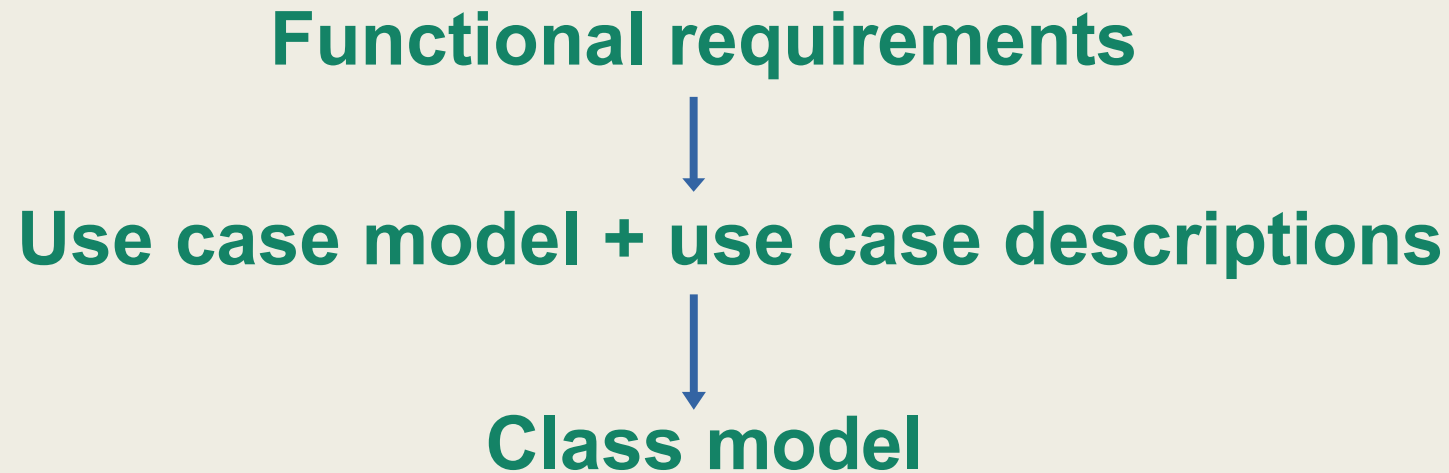 Functional requirements
Use case model + use case descriptions
Class model